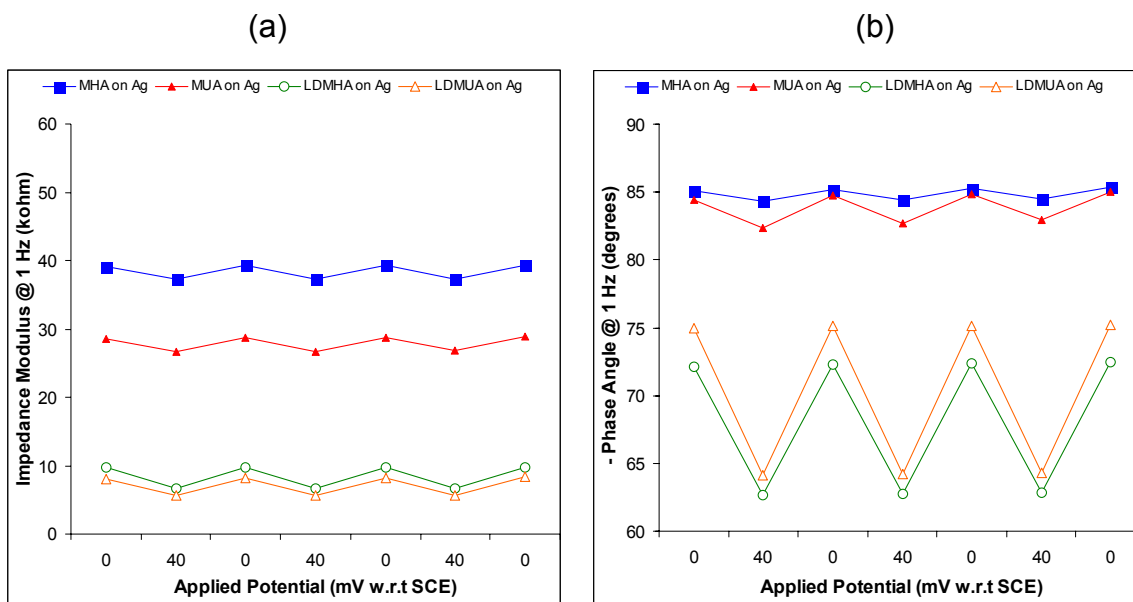 (a)
MHA on Ag MUA on Ag LDMHA on Ag LDMUA on Ag
60
50
40
30
20
10
0
Impedance Modulus @ 1 Hz (kohm)
0 40 0 40 0 40 0
Applied Potential (mV w.r.t SCE)
(b)
MHA on Ag MUA on Ag LDMHA on Ag LDMUA on Ag
90
85
80
75
70
65
60
- Phase Angle @ 1 Hz (degrees)
0 40 0 40 0 40 0
Applied Potential (mV w.r.t SCE)